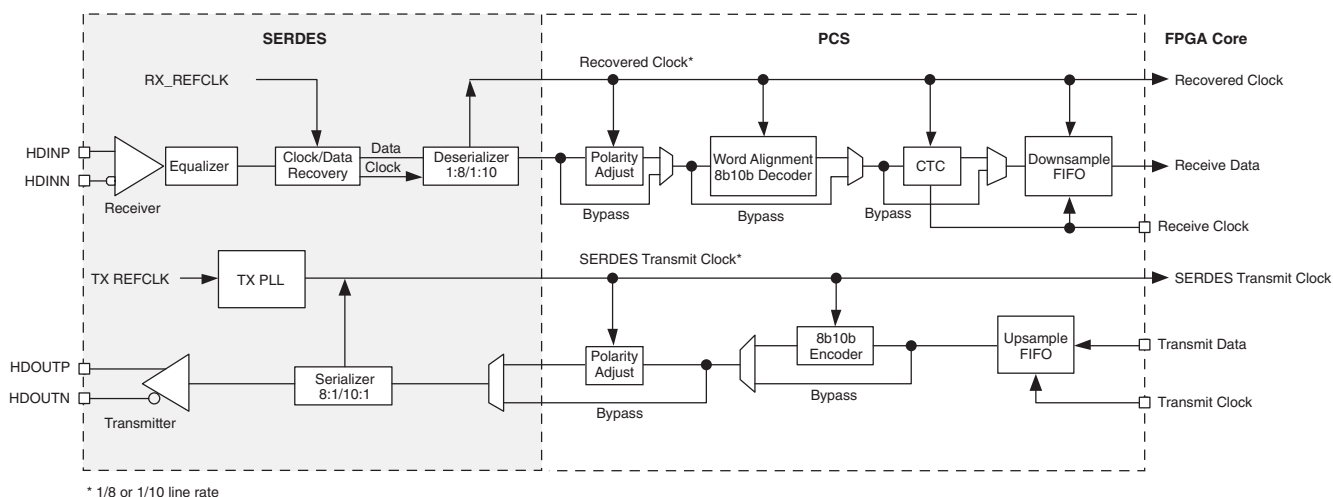 SERDES
PCS
FPGA Core
RX_REFCLK
Recovered Clock*
Recovered Clock
HDINP
HDINN
Receiver
Equalizer
Clock/Data
Recovery
Data
Clock
Deserializer
1:8/1:10
Polarity
Adjust
Bypass
Word Alignment
8b10b Decoder
Bypass
CTC
Bypass
Downsample
FIFO
Receive Data
Receive Clock
TX REFCLK
TX PLL
SERDES Transmit Clock*
SERDES Transmit Clock
HDOUTP
HDOUTN
Transmitter
Serializer
8:1/10:1
Polarity
Adjust
Bypass
8b10b
Encoder
Bypass
Upsample
FIFO
Transmit Data
Transmit Clock
* 1/8 or 1/10 line rate